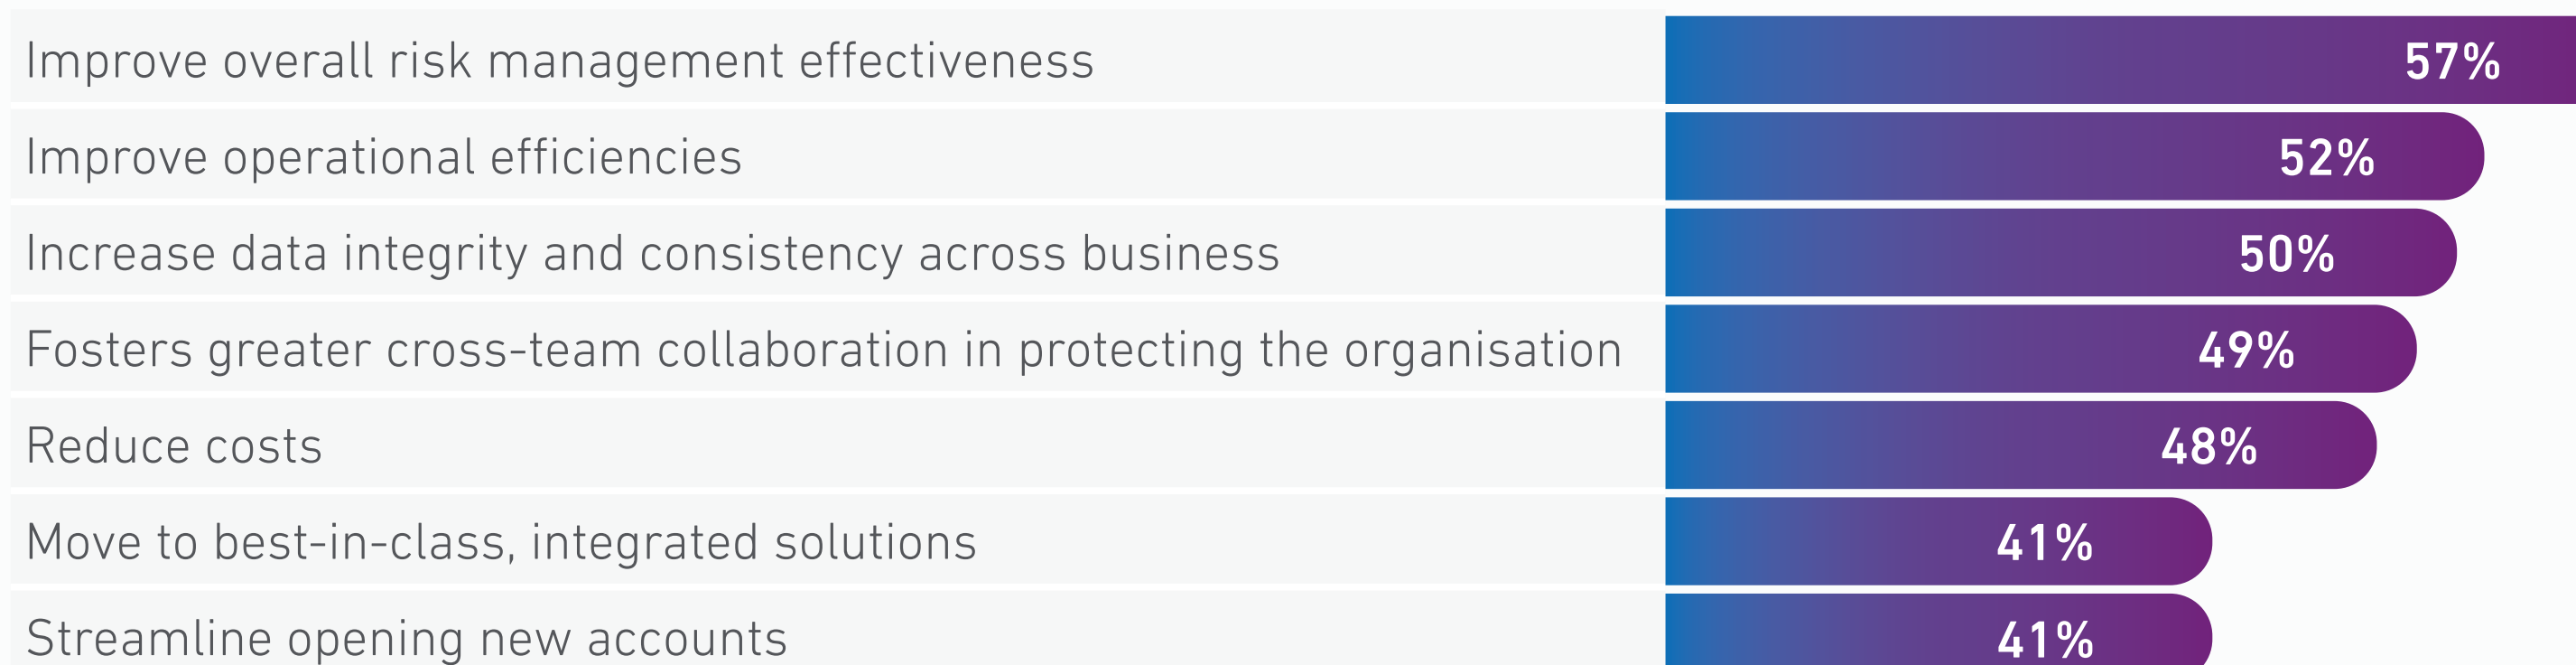 Improve overall risk management effectiveness 57%
Improve operational efficiencies 52%
Increase data integrity and consistency across business 50%
Fosters greater cross-team collaboration in protecting the organisation 49%
Reduce costs 48%
Move to best-in-class, integrated solutions 41%
Streamline opening new accounts 41%